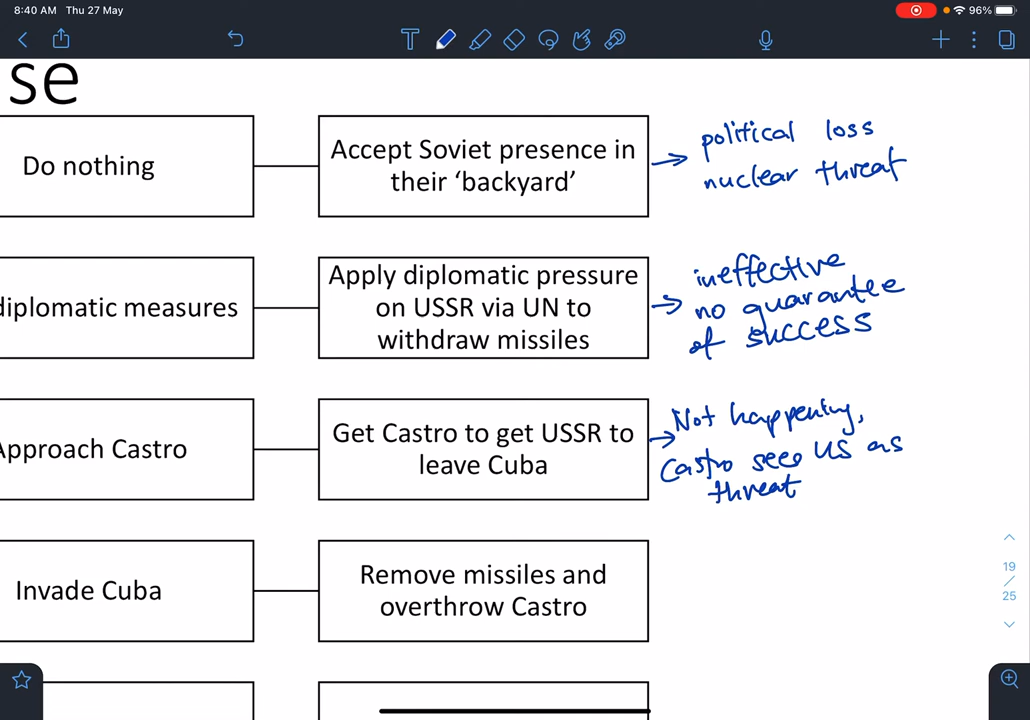 8:40 AM Thu 27 May
96%
se
Do nothing
Accept Soviet presence in
their ‘backyard’
political loss
nuclear threat
diplomatic measures
Apply diplomatic pressure
on USSR via UN to
withdraw missiles
ineffective
no guarantee
of success
Approach Castro
Get Castro to get USSR to
leave Cuba
Not happening,
Castro sees US as
threat
Invade Cuba
Remove missiles and
overthrow Castro
19
/
25